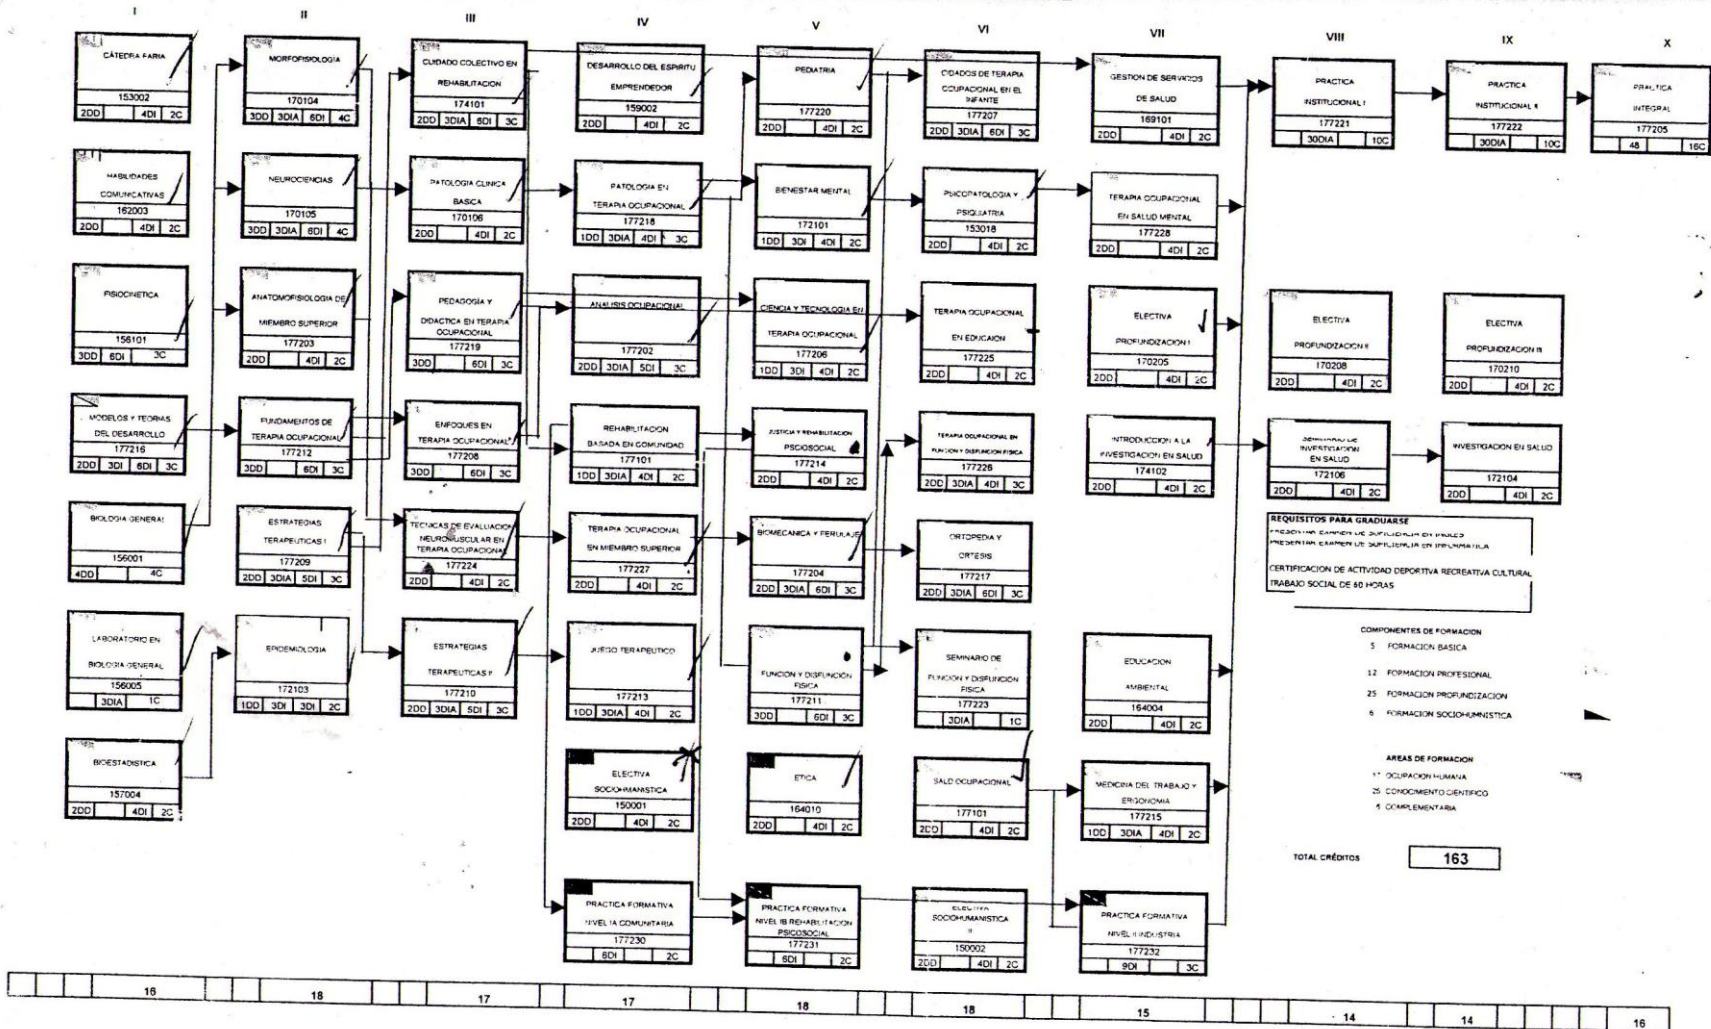 I
II
III
IV
V
VI
VII
VIII
IX
X
CÁTEDRA FARIA
153002
2DD 4DI 2C
MORFOFISIOLOGÍA
170104
3DD 3DIA 6DI 4C
CUIDADO COLECTIVO EN
REHABILITACION
174101
2DD 3DIA 5DI 3C
DESARROLLO DEL ESPIRITU
EMPRENDEDOR
159002
2DD 4DI 2C
PEDIATRIA
177220
2DD 4DI 2C
CIDADOS DE TERAPIA
OCUPACIONAL EN EL
INFANTE
177207
2DD 3DIA 6DI 3C
GESTION DE SERVICIOS
DE SALUD
169101
2DD 4DI 2C
PRACTICA
INSTITUCIONAL I
177221
30DIA 10C
PRACTICA
INSTITUCIONAL II
177222
30DIA 10C
PRACTICA
INTEGRAL
177205
48 16C
HABILIDADES
COMUNICATIVAS
162003
2DD 4DI 2C
NEUROCIENCIAS
170105
3DD 3DIA 6DI 4C
PATOLOGIA CLINICA
BASICA
170106
2DD 4DI 2C
PATOLOGIA EN
TERAPIA OCUPACIONAL
177218
1DD 3DIA 4DI 3C
BIENESTAR MENTAL
172101
1DD 3DI 4DI 2C
PSICOPATOLOGIA Y
PSIQUIATRIA
153018
2DD 4DI 2C
TERAPIA OCUPACIONAL
EN SALUD MENTAL
177228
2DD 4DI 2C
FISIOCINETICA
156101
3DD 6DI 3C
ANATOMOFISIOLOGIA DE
MIEMBRO SUPERIOR
177203
2DD 4DI 2C
PEDAGOGIA Y
DIDACTICA EN TERAPIA
OCUPACIONAL
177219
3DD 6DI 3C
ANALISIS OCUPACIONAL
177202
2DD 3DIA 5DI 3C
CIENCIA Y TECNOLOGIA EN
TERAPIA OCUPACIONAL
177206
1DD 3DI 4DI 2C
TERAPIA OCUPACIONAL
EN EDUCAION
177225
2DD 4DI 2C
ELECTIVA
PROFUNDIZACION I
170205
2DD 4DI 2C
ELECTIVA
PROFUNDIZACION II
170208
2DD 4DI 2C
ELECTIVA
PROFUNDIZACION III
170210
2DD 4DI 2C
MODELOS Y TEORIAS
DEL DESARROLLO
177216
2DD 3DI 6DI 3C
FUNDAMENTOS DE
TERAPIA OCUPACIONAL
177212
3DD 6DI 3C
ENFOQUES EN
TERAPIA OCUPACIONAL
177208
3DD 6DI 3C
REHABILITACION
BASADA EN COMUNIDAD
177101
1DD 3DIA 4DI 2C
JUSTICIA Y REHABILITACION
PSCIOSOCIAL
177214
2DD 4DI 2C
TERAPIA OCUPACIONAL EN
FUNCION Y DISFUNCION FISICA
177226
2DD 3DIA 4DI 3C
INTRODUCCION A LA
INVESTIGACION EN SALUD
174102
2DD 4DI 2C
SEMINARIO DE
INVESTIGACION
EN SALUD
172106
2DD 4DI 2C
INVESTIGACION EN SALUD
172104
2DD 4DI 2C
BIOLOGIA GENERAL
156001
4DD 4C
ESTRATEGIAS
TERAPEUTICAS I
177209
2DD 3DIA 5DI 3C
TECNICAS DE EVALUACION
NEUROMUSCULAR EN
TERAPIA OCUPACIONAL
177224
2DD 4DI 2C
TERAPIA OCUPACIONAL
EN MIEMBRO SUPERIOR
177227
2DD 4DI 2C
BIOMECANICA Y FERULAJE
177204
2DD 3DIA 6DI 3C
ORTOPEDIA Y
ORTESIS
177217
2DD 3DIA 6DI 3C
REQUISITOS PARA GRADUARSE
PRESENTAR EXAMEN DE SUFICIENCIA EN INGLES
PRESENTAR EXAMEN DE SUFICIENCIA EN INFORMATICA
CERTIFICACION DE ACTIVIDAD DEPORTIVA RECREATIVA CULTURAL
TRABAJO SOCIAL DE 60 HORAS
LABORATORIO EN
BIOLOGIA GENERAL
156005
3DIA 1C
EPIDEMIOLOGIA
172103
1DD 3DI 3DI 2C
ESTRATEGIAS
TERAPEUTICAS II
177210
2DD 3DIA 5DI 3C
JUEGO TERAPEUTICO
177213
1DD 3DIA 4DI 2C
FUNCION Y DISFUNCION
FISICA
177211
3DD 6DI 3C
SEMINARIO DE
FUNCION Y DISFUNCION
FISICA
177223
3DIA 1C
EDUCACION
AMBIENTAL
164004
2DD 4DI 2C
COMPONENTES DE FORMACION
5 FORMACION BASICA
12 FORMACION PROFESIONAL
25 FORMACION PROFUNDIZACION
6 FORMACION SOCIOHUMNISTICA
BIOESTADISTICA
157004
2DD 4DI 2C
ELECTIVA
SOCIOHMANISTICA
150001
2DD 4DI 2C
ETICA
164010
2DD 4DI 2C
SALD OCUPACIONAL
177101
2DD 4DI 2C
MEDICINA DEL TRABAJO Y
ERGONOMIA
177215
1DD 3DIA 4DI 2C
AREAS DE FORMACION
OCUPACION HUMANA
25 CONOCIMIENTO CIENTIFICO
COMPLEMENTARIA
TOTAL CRÉDITOS 163
PRACTICA FORMATIVA
NIVEL IA COMUNITARIA
177230
6DI 2C
PRACTICA FORMATIVA
NIVEL IB REHABILITACION
PSICOSOCIAL
177231
6DI 2C
ELECTIVA
SOCIOHUMANISTICA
II
150002
2DD 4DI 2C
PRACTICA FORMATIVA
NIVEL II INDUSTRIA
177232
9DI 3C
16 18 17 17 18 18 15 14 14 16